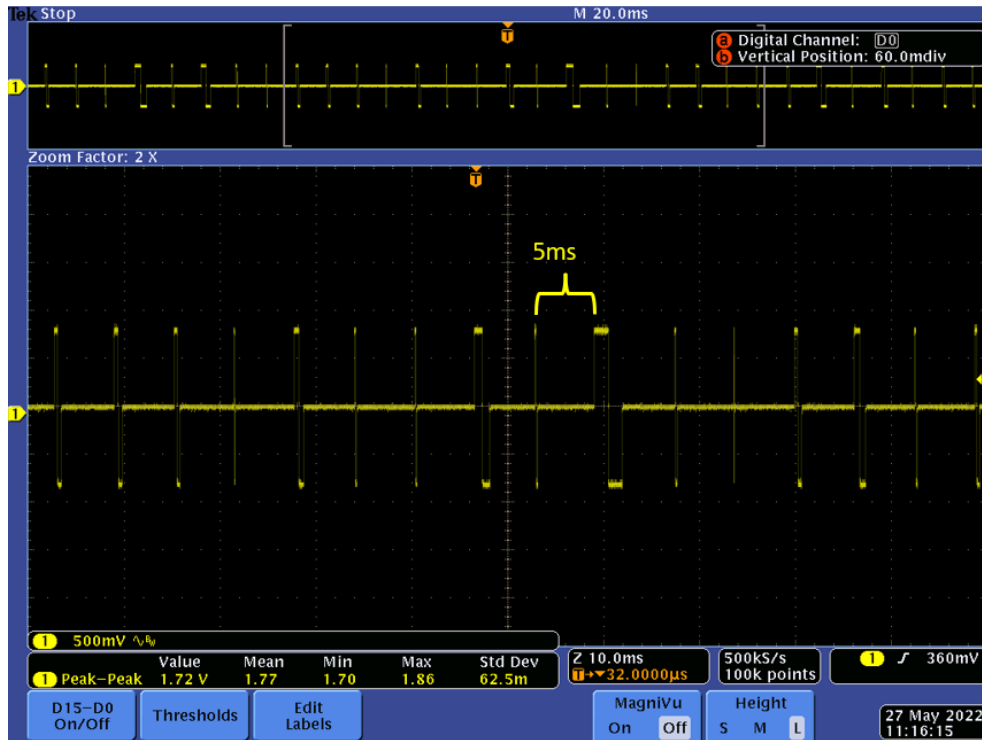 Tek Stop M 20.0ms
T
a Digital Channel: D0
b Vertical Position: 60.0mdiv
1
Zoom Factor: 2 X
T
5ms
1
1 500mV
Value Mean Min Max Std Dev
1 Peak-Peak 1.72 V 1.77 1.70 1.86 62.5m
Z 10.0ms
T→▼32.0000µs
500kS/s
100k points
1 360mV
D15-D0
On/Off
Thresholds
Edit
Labels
MagniVu
On Off
Height
S M L
27 May 2022
11:16:15